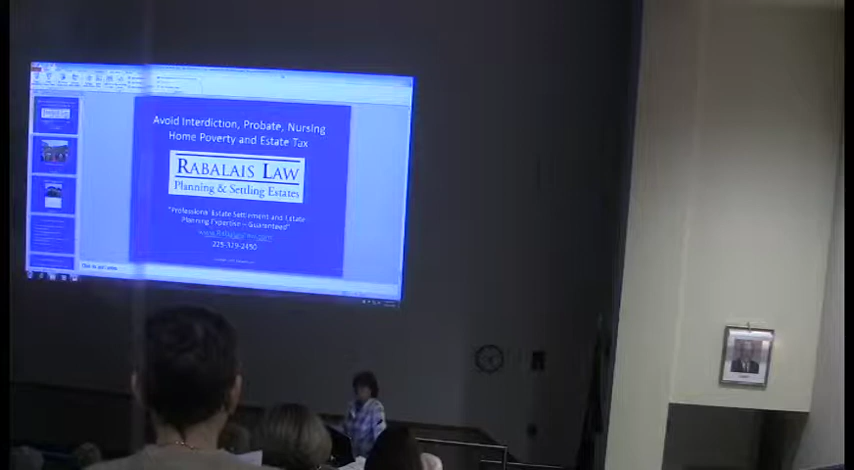 Avoid Interdiction, Probate, Nursing
Home Poverty and Estate Tax
RABALAIS LAW
Planning & Settling Estates
"Professional Estate Settlement and Estate
Planning Expertise – Guaranteed"
225-329-2450